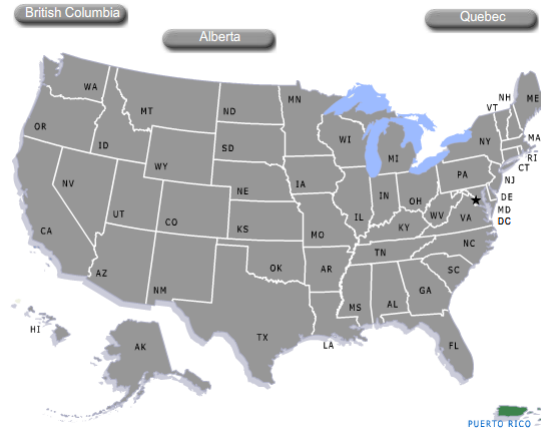 British Columbia
Quebec
Alberta
WA
MT
ND
MN
NH
VT
ME
OR
ID
SD
WI
MI
NY
MA
RI
CT
WY
NV
NE
IA
PA
NJ
UT
CO
KS
IL
IN
OH
WV
VA
DE
MD
DC
CA
MO
KY
NC
AZ
NM
OK
AR
TN
SC
MS
AL
GA
HI
AK
TX
LA
FL
PUERTO RICO